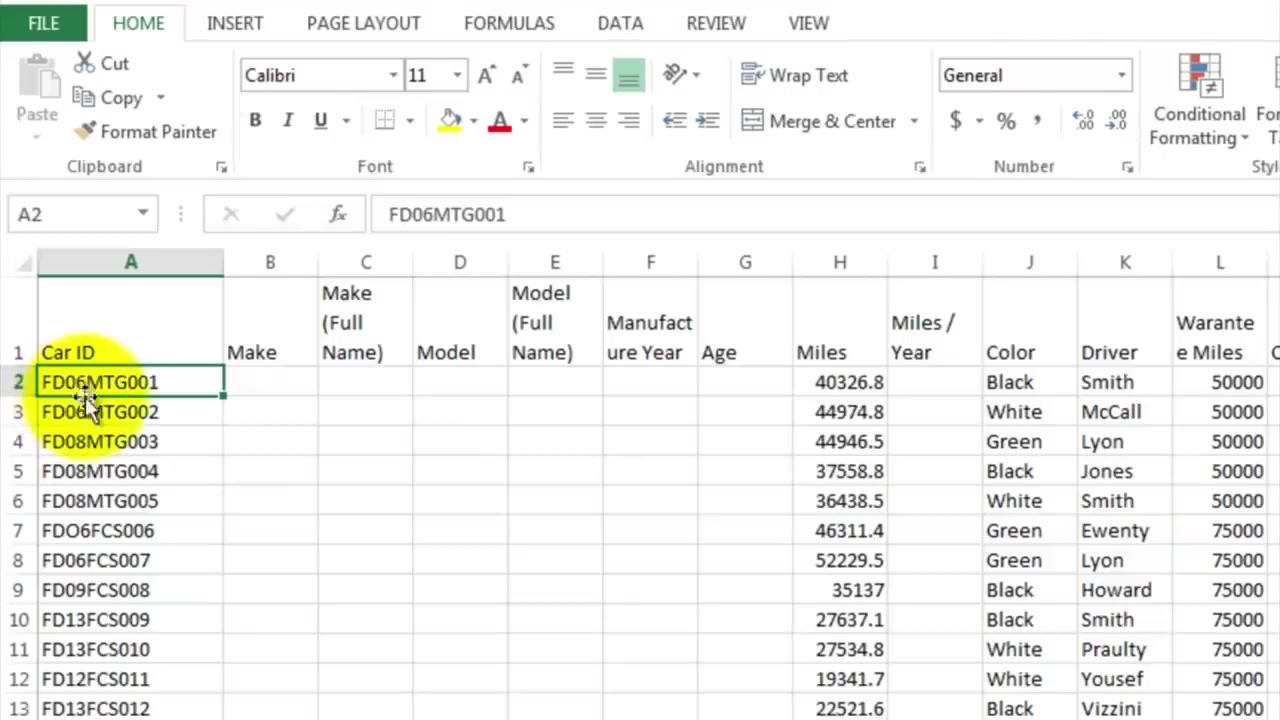 FILE HOME INSERT PAGE LAYOUT FORMULAS DATA REVIEW VIEW
Paste Cut Copy Format Painter
Clipboard
Calibri 11
B I U A
Font
Wrap Text
Merge & Center
Alignment
General
$ %
Number
Conditional Formatting
A2 fx FD06MTG001
A B C D E F G H I J K L
1 Car ID Make Make (Full Name) Model Model (Full Name) Manufact ure Year Age Miles Miles / Year Color Driver Warante e Miles
2 FD06MTG001 40326.8 Black Smith 50000
3 FD06MTG002 44974.8 White McCall 50000
4 FD08MTG003 44946.5 Green Lyon 50000
5 FD08MTG004 37558.8 Black Jones 50000
6 FD08MTG005 36438.5 White Smith 50000
7 FDO6FCS006 46311.4 Green Ewenty 75000
8 FD06FCS007 52229.5 Green Lyon 75000
9 FD09FCS008 35137 Black Howard 75000
10 FD13FCS009 27637.1 Black Smith 75000
11 FD13FCS010 27534.8 White Praulty 75000
12 FD12FCS011 19341.7 White Yousef 75000
13 FD13FCS012 22521.6 Black Vizzini 75000